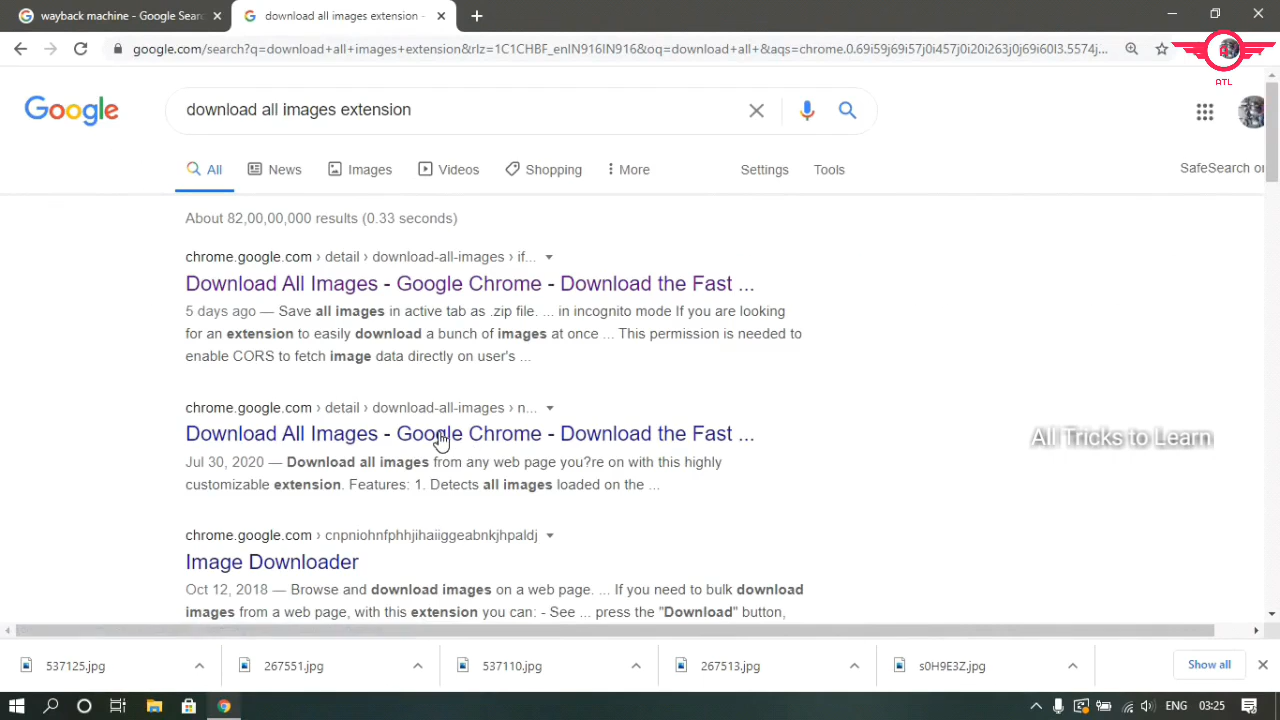 wayback machine - Google Sear
download all images extension -
google.com/search?q=download+all+images+extension&rlz=1C1CHBF_enIN916IN916&oq=download+all+&aqs=chrome.0.69i59j69i57j0i457j0i20i263j0j69i60l3.5574j...
ATL
Google
download all images extension
All
News
Images
Videos
Shopping
More
Settings
Tools
SafeSearch on
About 82,00,00,000 results (0.33 seconds)
chrome.google.com › detail › download-all-images › if...
Download All Images - Google Chrome - Download the Fast ...
5 days ago — Save all images in active tab as .zip file. ... in incognito mode If you are looking
for an extension to easily download a bunch of images at once ... This permission is needed to
enable CORS to fetch image data directly on user's ...
chrome.google.com › detail › download-all-images › n...
Download All Images - Google Chrome - Download the Fast ...
All Tricks to Learn
Jul 30, 2020 — Download all images from any web page you?re on with this highly
customizable extension. Features: 1. Detects all images loaded on the ...
chrome.google.com › cnpniohnfphhjihaiiggeabnkjhpaldj
Image Downloader
Oct 12, 2018 — Browse and download images on a web page. ... If you need to bulk download
images from a web page, with this extension you can: - See ... press the "Download" button,
537125.jpg
267551.jpg
537110.jpg
267513.jpg
s0H9E3Z.jpg
Show all
ENG
03:25